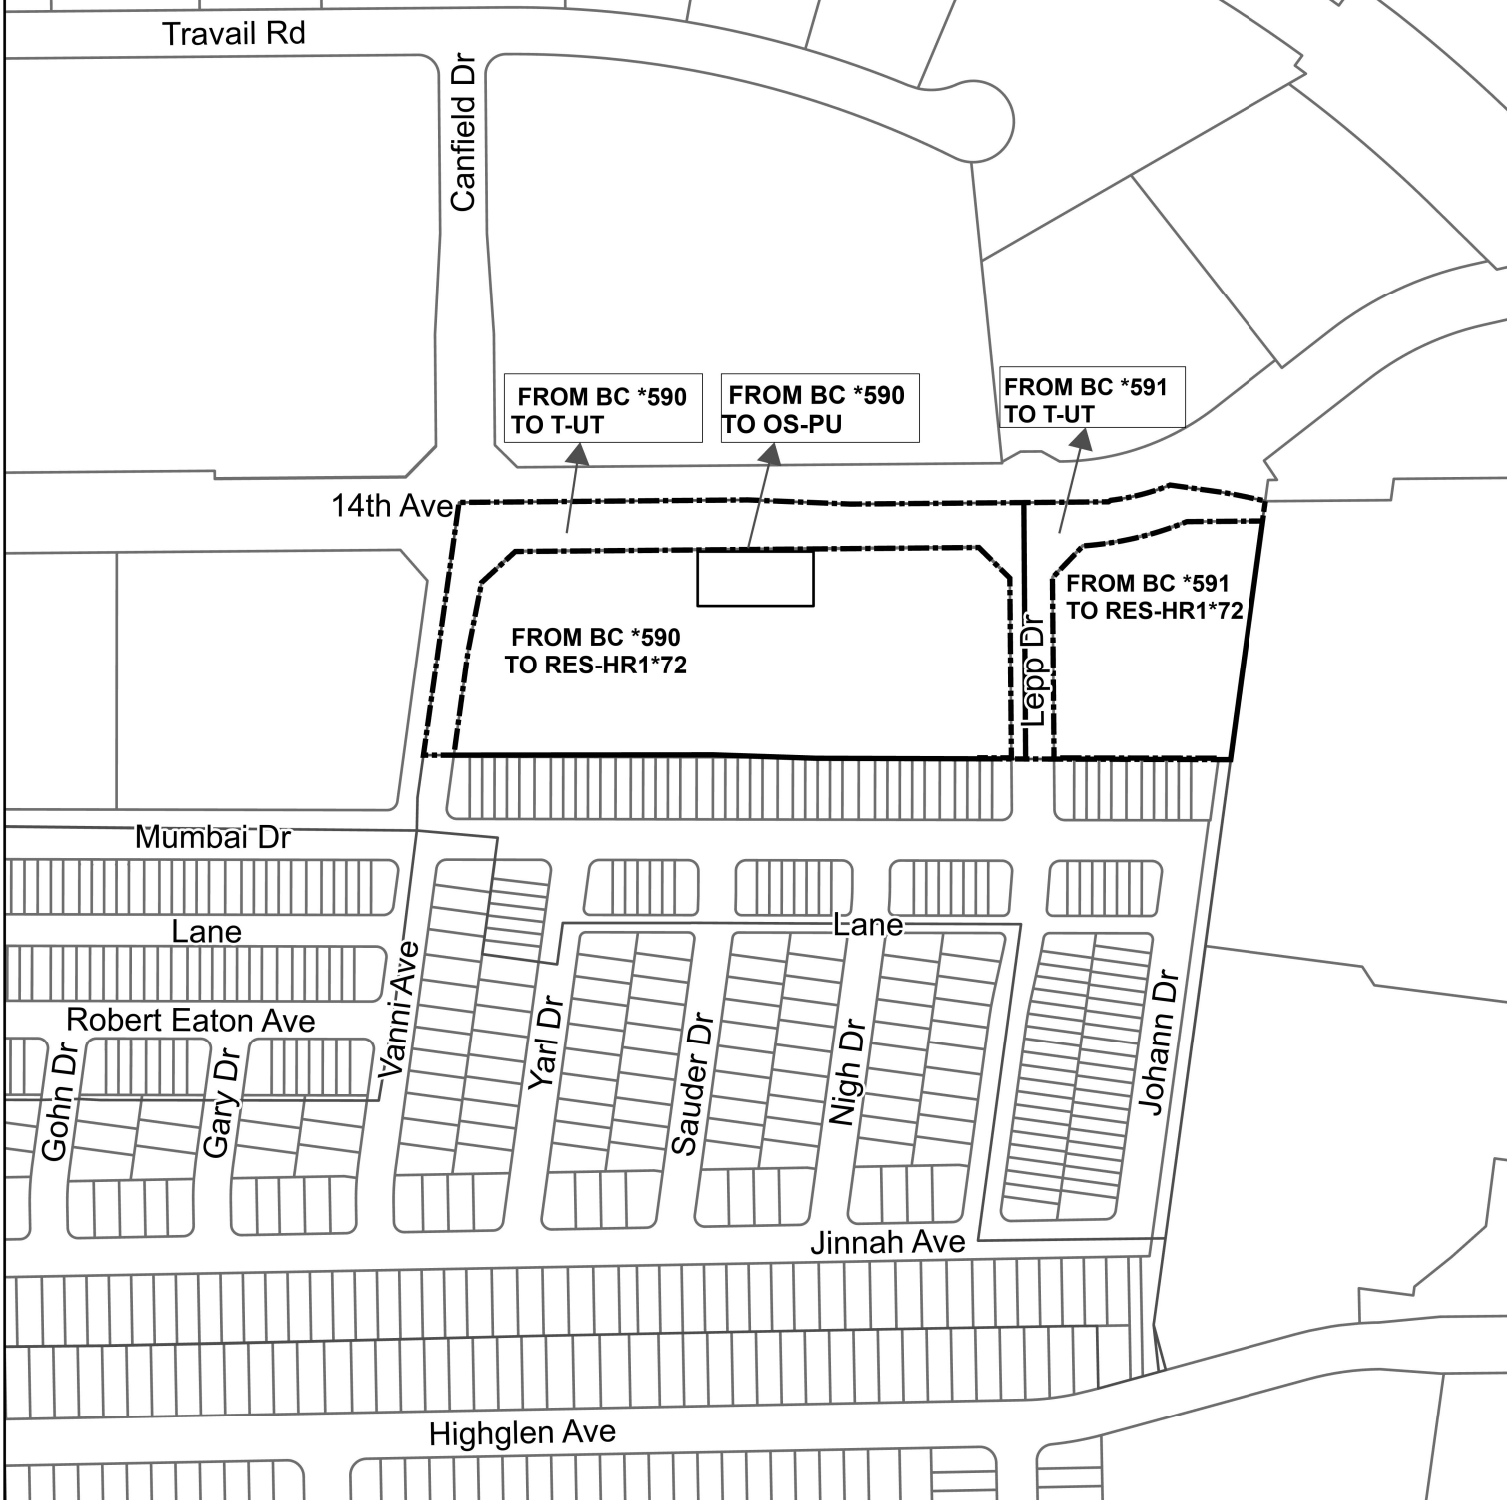 Travail Rd
Canfield Dr
FROM BC *590
TO T-UT
FROM BC *590
TO OS-PU
FROM BC *591
TO T-UT
14th Ave
FROM BC *590
TO RES-HR1*72
Lepp Dr
FROM BC *591
TO RES-HR1*72
Mumbai Dr
Lane
Lane
Robert Eaton Ave
Gohn Dr
Gary Dr
Vanni Ave
Yarl Dr
Sauder Dr
Nigh Dr
Johann Dr
Jinnah Ave
Highglen Ave